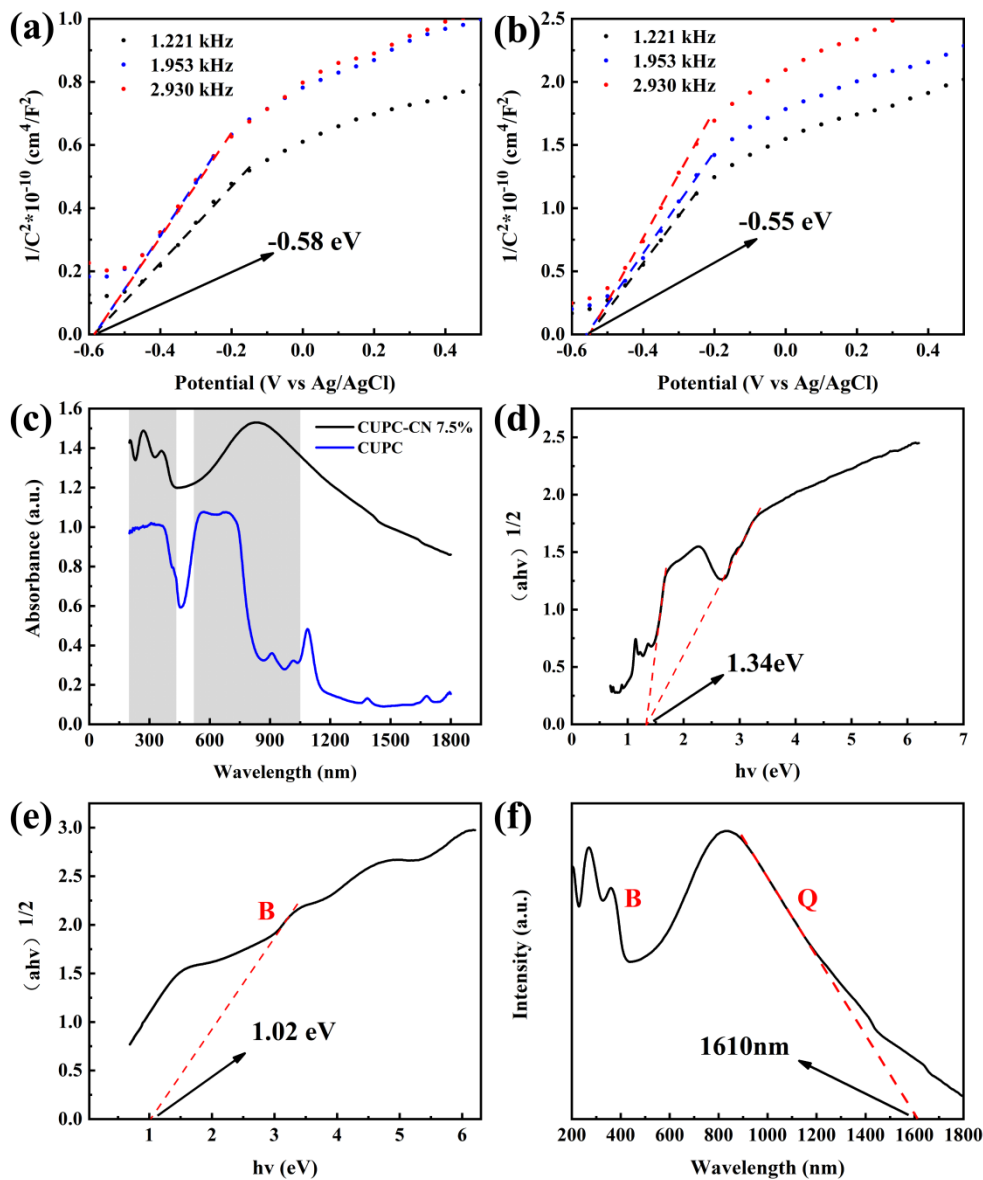 (a)
1.221 kHz
1.953 kHz
2.930 kHz
1/C²*10⁻¹⁰ (cm⁴/F²)
1.0
0.8
0.6
0.4
0.2
0.0
-0.58 eV
-0.6 -0.4 -0.2 0.0 0.2 0.4
Potential (V vs Ag/AgCl)
(b)
1.221 kHz
1.953 kHz
2.930 kHz
1/C²*10⁻¹⁰ (cm⁴/F²)
2.5
2.0
1.5
1.0
0.5
0.0
-0.55 eV
-0.6 -0.4 -0.2 0.0 0.2 0.4
Potential (V vs Ag/AgCl)
(c)
CUPC-CN 7.5%
CUPC
Absorbance (a.u.)
1.6
1.4
1.2
1.0
0.8
0.6
0.4
0.2
0.0
0 300 600 900 1200 1500 1800
Wavelength (nm)
(d)
（ahv）1/2
2.5
2.0
1.5
1.0
0.5
0.0
1.34eV
0 1 2 3 4 5 6 7
hv (eV)
(e)
（ahv）1/2
3.0
2.5
2.0
1.5
1.0
0.5
0.0
B
1.02 eV
1 2 3 4 5 6
hv (eV)
(f)
Intensity (a.u.)
B
Q
1610nm
200 400 600 800 1000 1200 1400 1600 1800
Wavelength (nm)